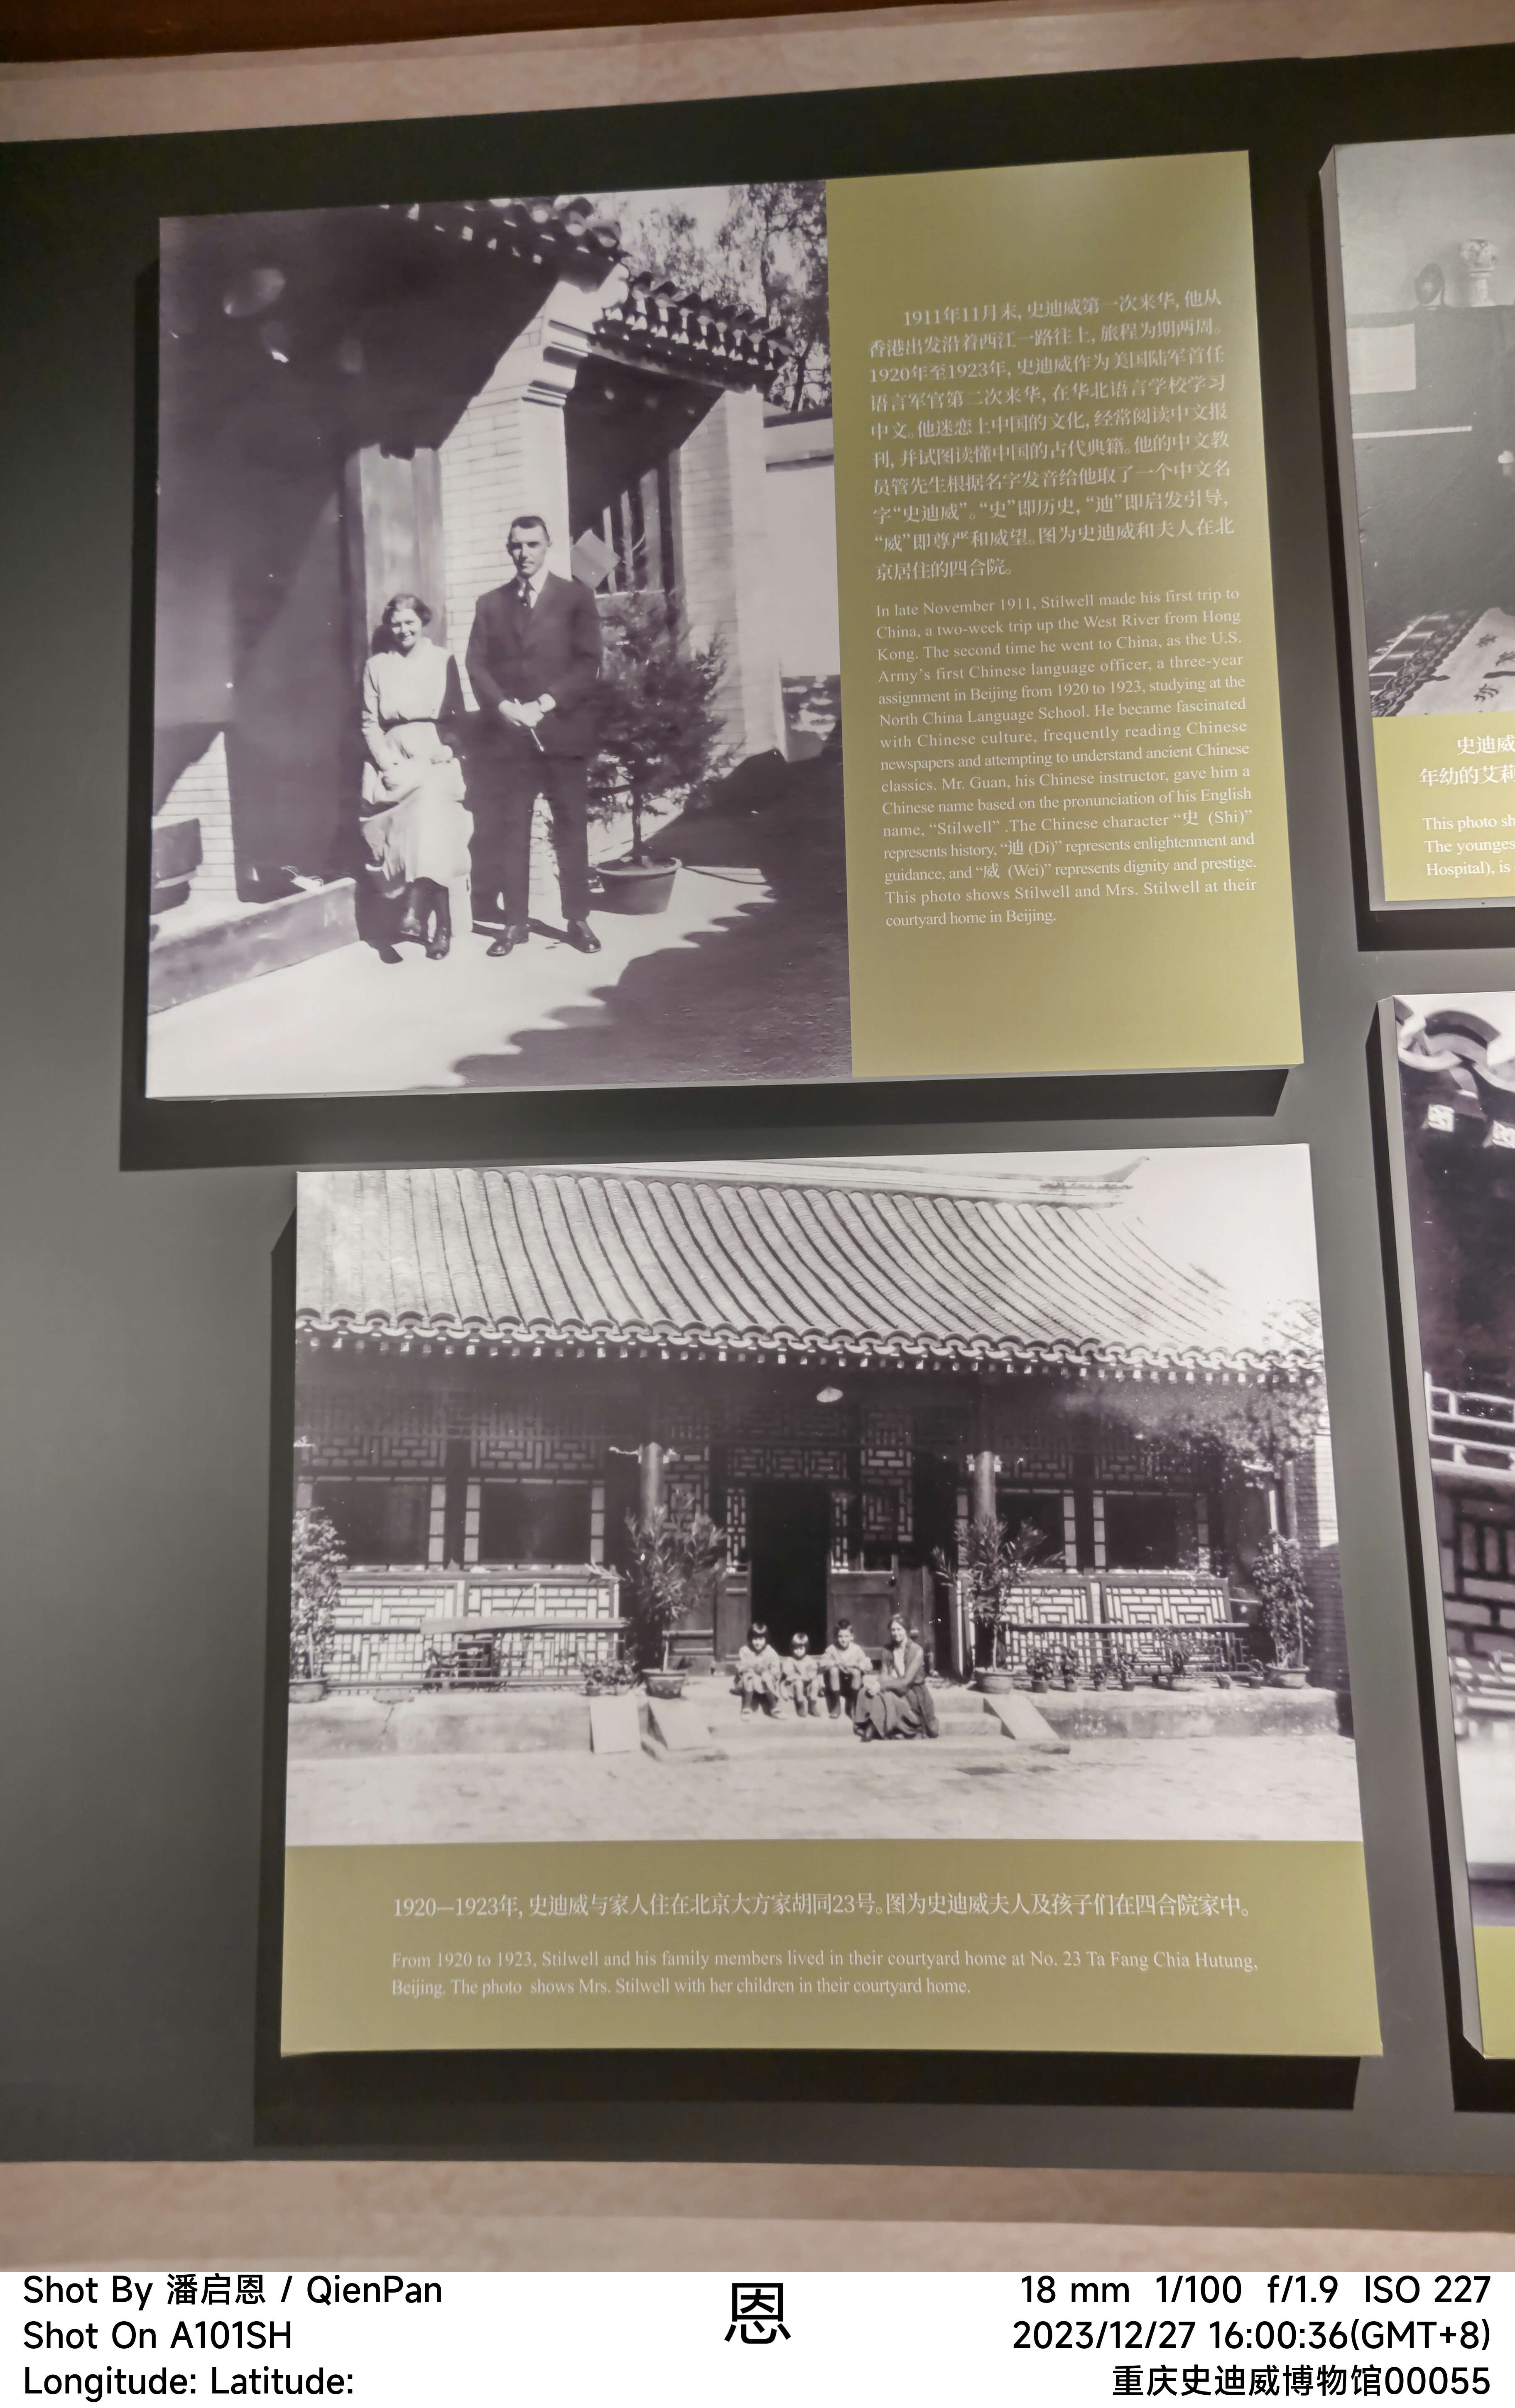 1911年11月末, 史迪威第一次来华, 他从
香港出发沿着西江一路往上, 旅程为期两周。
1920年至1923年, 史迪威作为美国陆军首任
语言军官第二次来华, 在华北语言学校学习
中文。他迷恋上中国的文化, 经常阅读中文报
刊, 并试图读懂中国的古代典籍。他的中文教
员管先生根据名字发音给他取了一个中文名
字“史迪威”。“史”即历史, “迪”即启发引导,
“威”即尊严和威望。图为史迪威和夫人在北
京居住的四合院。
In late November 1911, Stilwell made his first trip to
China, a two-week trip up the West River from Hong
Kong. The second time he went to China, as the U.S.
Army's first Chinese language officer, a three-year
assignment in Beijing from 1920 to 1923, studying at the
North China Language School. He became fascinated
with Chinese culture, frequently reading Chinese
newspapers and attempting to understand ancient Chinese
classics. Mr. Guan, his Chinese instructor, gave him a
Chinese name based on the pronunciation of his English
name, “Stilwell” .The Chinese character “史 (Shi)”
represents history, “迪 (Di)” represents enlightenment and
guidance, and “威 (Wei)” represents dignity and prestige.
This photo shows Stilwell and Mrs. Stilwell at their
courtyard home in Beijing.
史迪威
年幼的艾莉
This photo sh
The younges
Hospital), is
1920—1923年, 史迪威与家人住在北京大方家胡同23号。图为史迪威夫人及孩子们在四合院家中。
From 1920 to 1923, Stilwell and his family members lived in their courtyard home at No. 23 Ta Fang Chia Hutung,
Beijing. The photo shows Mrs. Stilwell with her children in their courtyard home.
Shot By 潘启恩 / QienPan
Shot On A101SH
Longitude: Latitude:
恩
18 mm 1/100 f/1.9 ISO 227
2023/12/27 16:00:36(GMT+8)
重庆史迪威博物馆00055